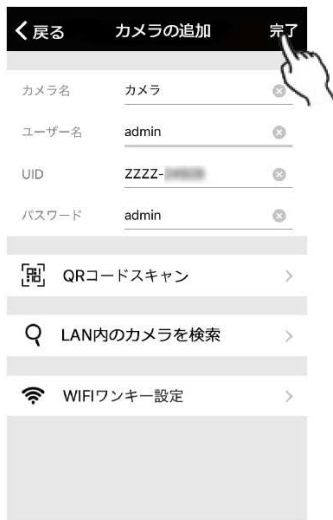 戻る カメラの追加 完了
カメラ名 カメラ
ユーザー名 admin
UID ZZZZ-
パスワード admin
QRコードスキャン
LAN内のカメラを検索
WIFIワンキー設定